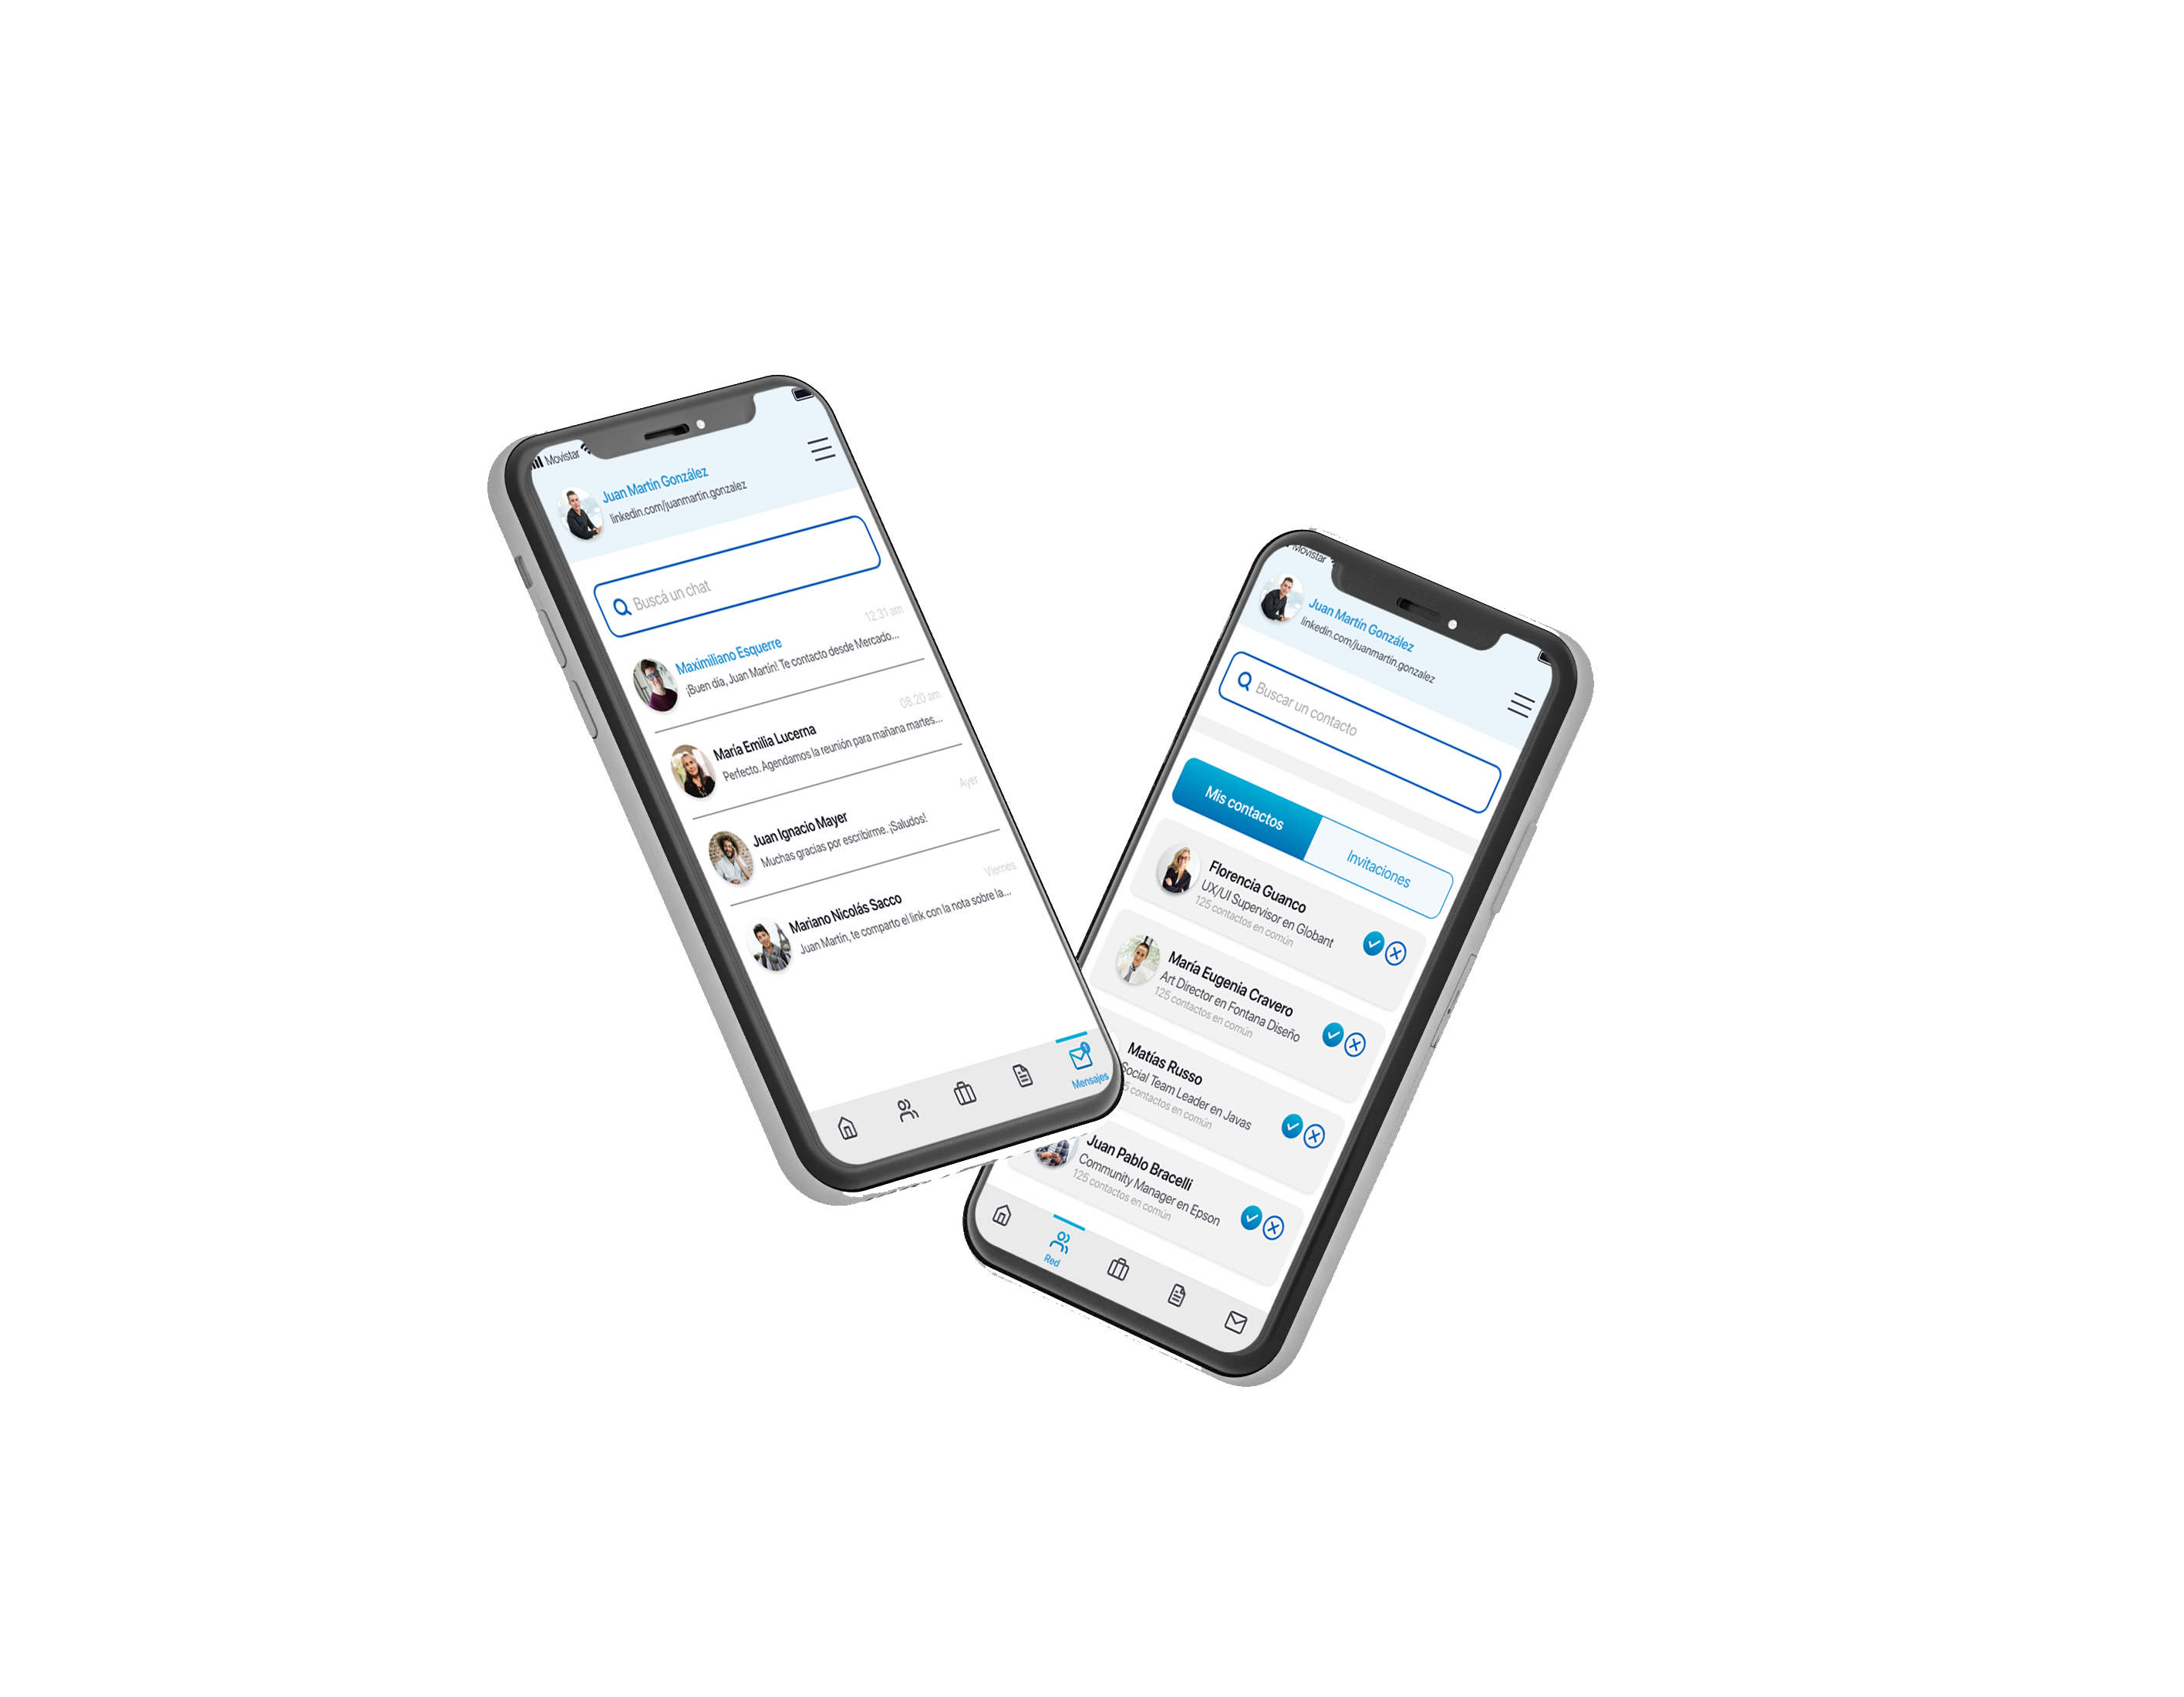 Movistar
Juan Martín González
linkedin.com/juanmartin.gonzalez
Buscá un chat
12.31 am
Maximiliano Esquerre
¡Buen día, Juan Martín! Te contacto desde Mercado...
08.20 am
María Emilia Lucerna
Perfecto. Agendamos la reunión para mañana martes...
Ayer
Juan Ignacio Mayer
Muchas gracias por escribirme. ¡Saludos!
Viernes
Mariano Nicolás Sacco
Juan Martín, te comparto el link con la nota sobre la...
Mensajes
Movistar
Juan Martín González
linkedin.com/juanmartin.gonzalez
Buscar un contacto
Mis contactos
Invitaciones
Florencia Guanco
UX/UI Supervisor en Globant
125 contactos en común
María Eugenia Cravero
Art Director en Fontana Diseño
125 contactos en común
Matías Russo
Social Team Leader en Javas
5 contactos en común
Juan Pablo Bracelli
Community Manager en Epson
125 contactos en común
Red